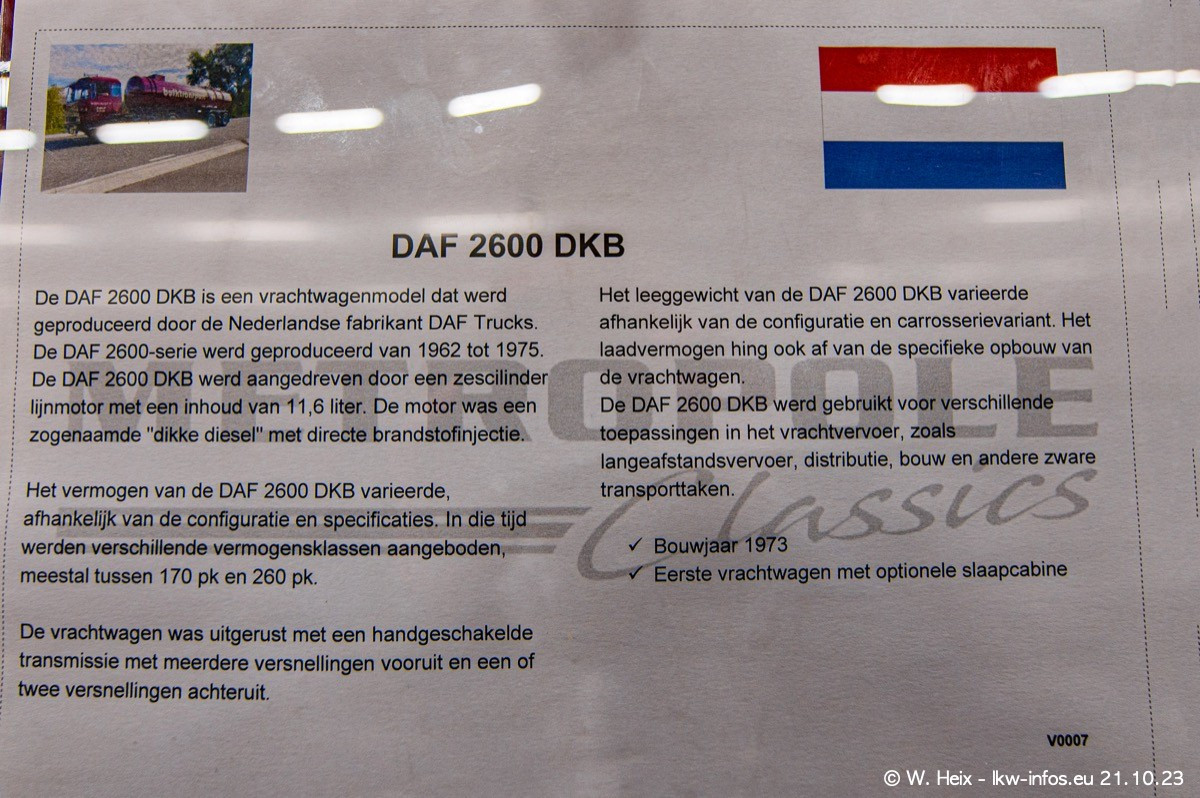 DAF 2600 DKB
De DAF 2600 DKB is een vrachtwagenmodel dat werd
geproduceerd door de Nederlandse fabrikant DAF Trucks.
De DAF 2600-serie werd geproduceerd van 1962 tot 1975.
De DAF 2600 DKB werd aangedreven door een zescilinder
lijnmotor met een inhoud van 11,6 liter. De motor was een
zogenaamde "dikke diesel" met directe brandstofinjectie.
Het vermogen van de DAF 2600 DKB varieerde,
afhankelijk van de configuratie en specificaties. In die tijd
werden verschillende vermogensklassen aangeboden,
meestal tussen 170 pk en 260 pk.
De vrachtwagen was uitgerust met een handgeschakelde
transmissie met meerdere versnellingen vooruit en een of
twee versnellingen achteruit.
Het leeggewicht van de DAF 2600 DKB varieerde
afhankelijk van de configuratie en carrosserievariant. Het
laadvermogen hing ook af van de specifieke opbouw van
de vrachtwagen.
De DAF 2600 DKB werd gebruikt voor verschillende
toepassingen in het vrachtvervoer, zoals
langeafstandsvervoer, distributie, bouw en andere zware
transporttaken.
✓ Bouwjaar 1973
✓ Eerste vrachtwagen met optionele slaapcabine
METROPOLE
Classics
V0007
© W. Heix - lkw-infos.eu 21.10.23